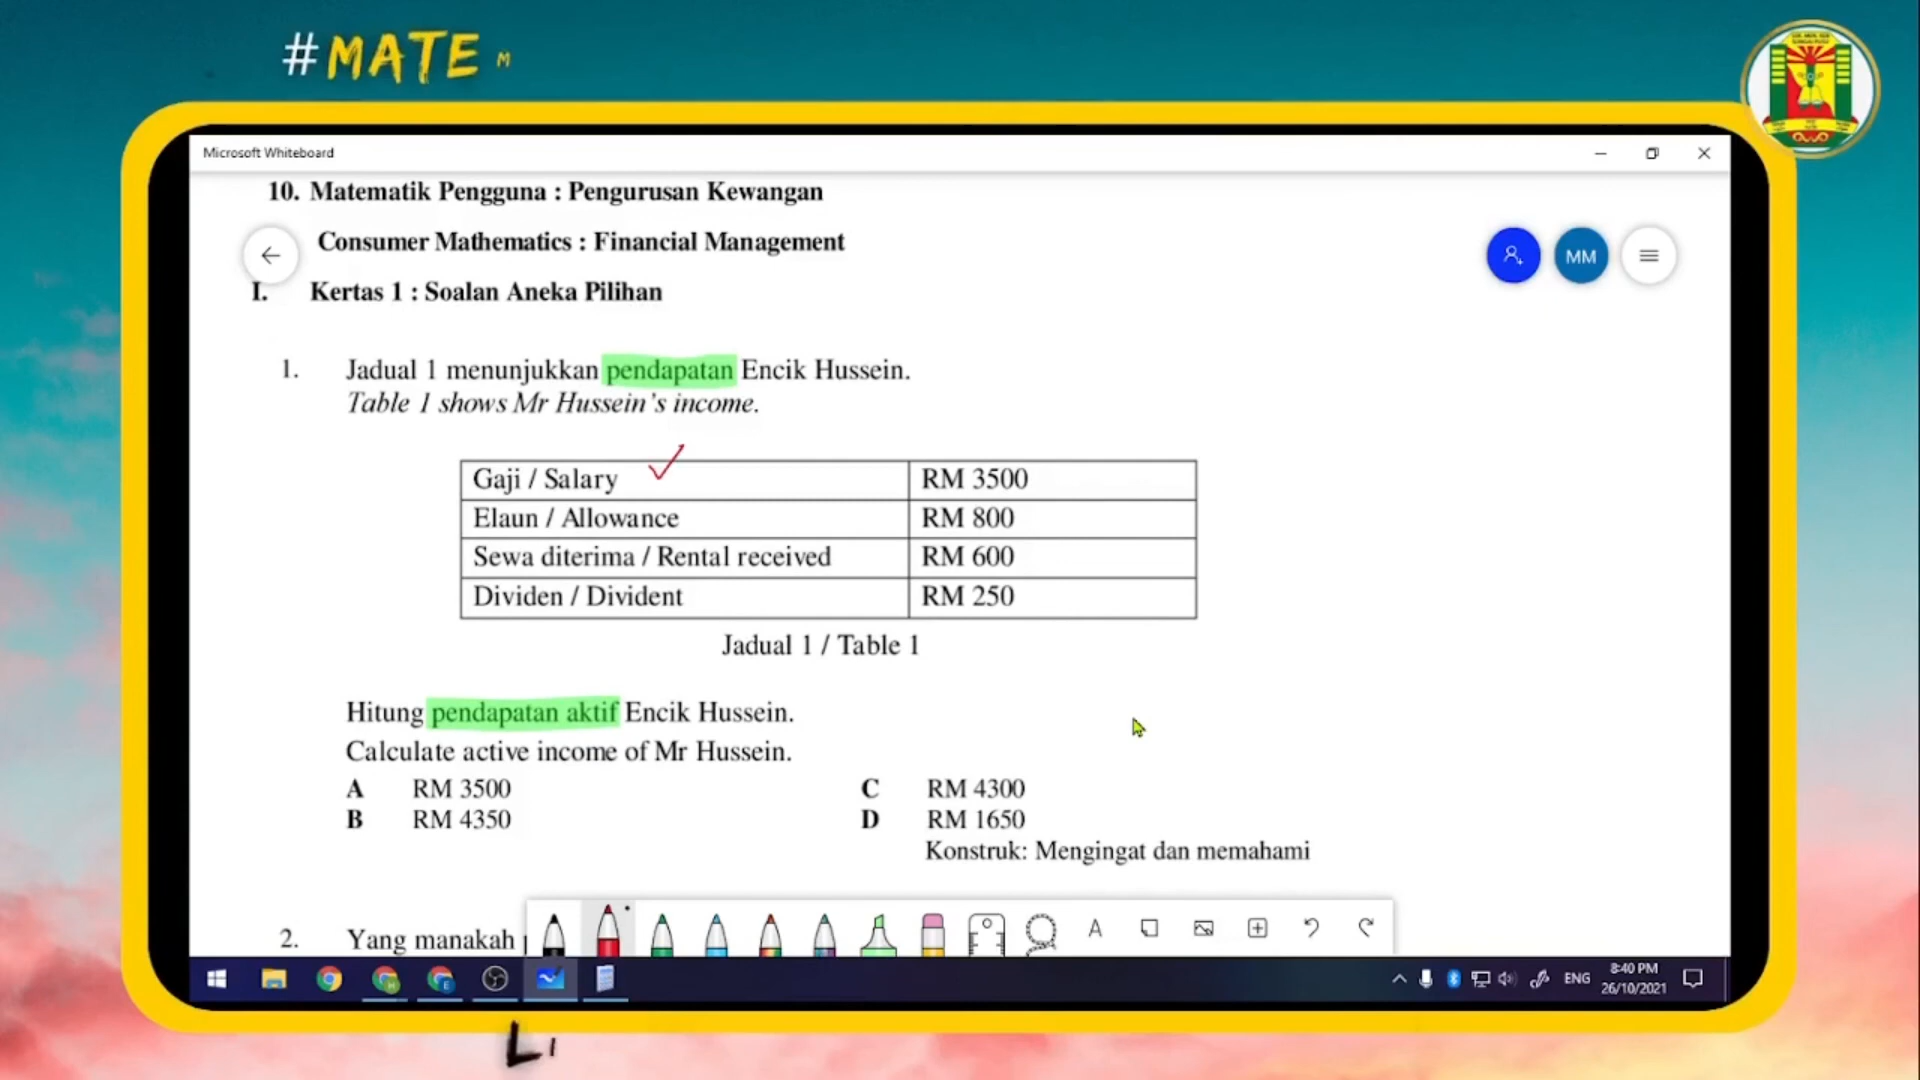 #MATE M
Microsoft Whiteboard
10. Matematik Pengguna : Pengurusan Kewangan
Consumer Mathematics : Financial Management
MM
I. Kertas 1 : Soalan Aneka Pilihan
1. Jadual 1 menunjukkan pendapatan Encik Hussein.
Table 1 shows Mr Hussein's income.
Gaji / Salary RM 3500
Elaun / Allowance RM 800
Sewa diterima / Rental received RM 600
Dividen / Divident RM 250
Jadual 1 / Table 1
Hitung pendapatan aktif Encik Hussein.
Calculate active income of Mr Hussein.
A RM 3500 C RM 4300
B RM 4350 D RM 1650
Konstruk: Mengingat dan memahami
2. Yang manakah
A
ENG
8:40 PM
26/10/2021